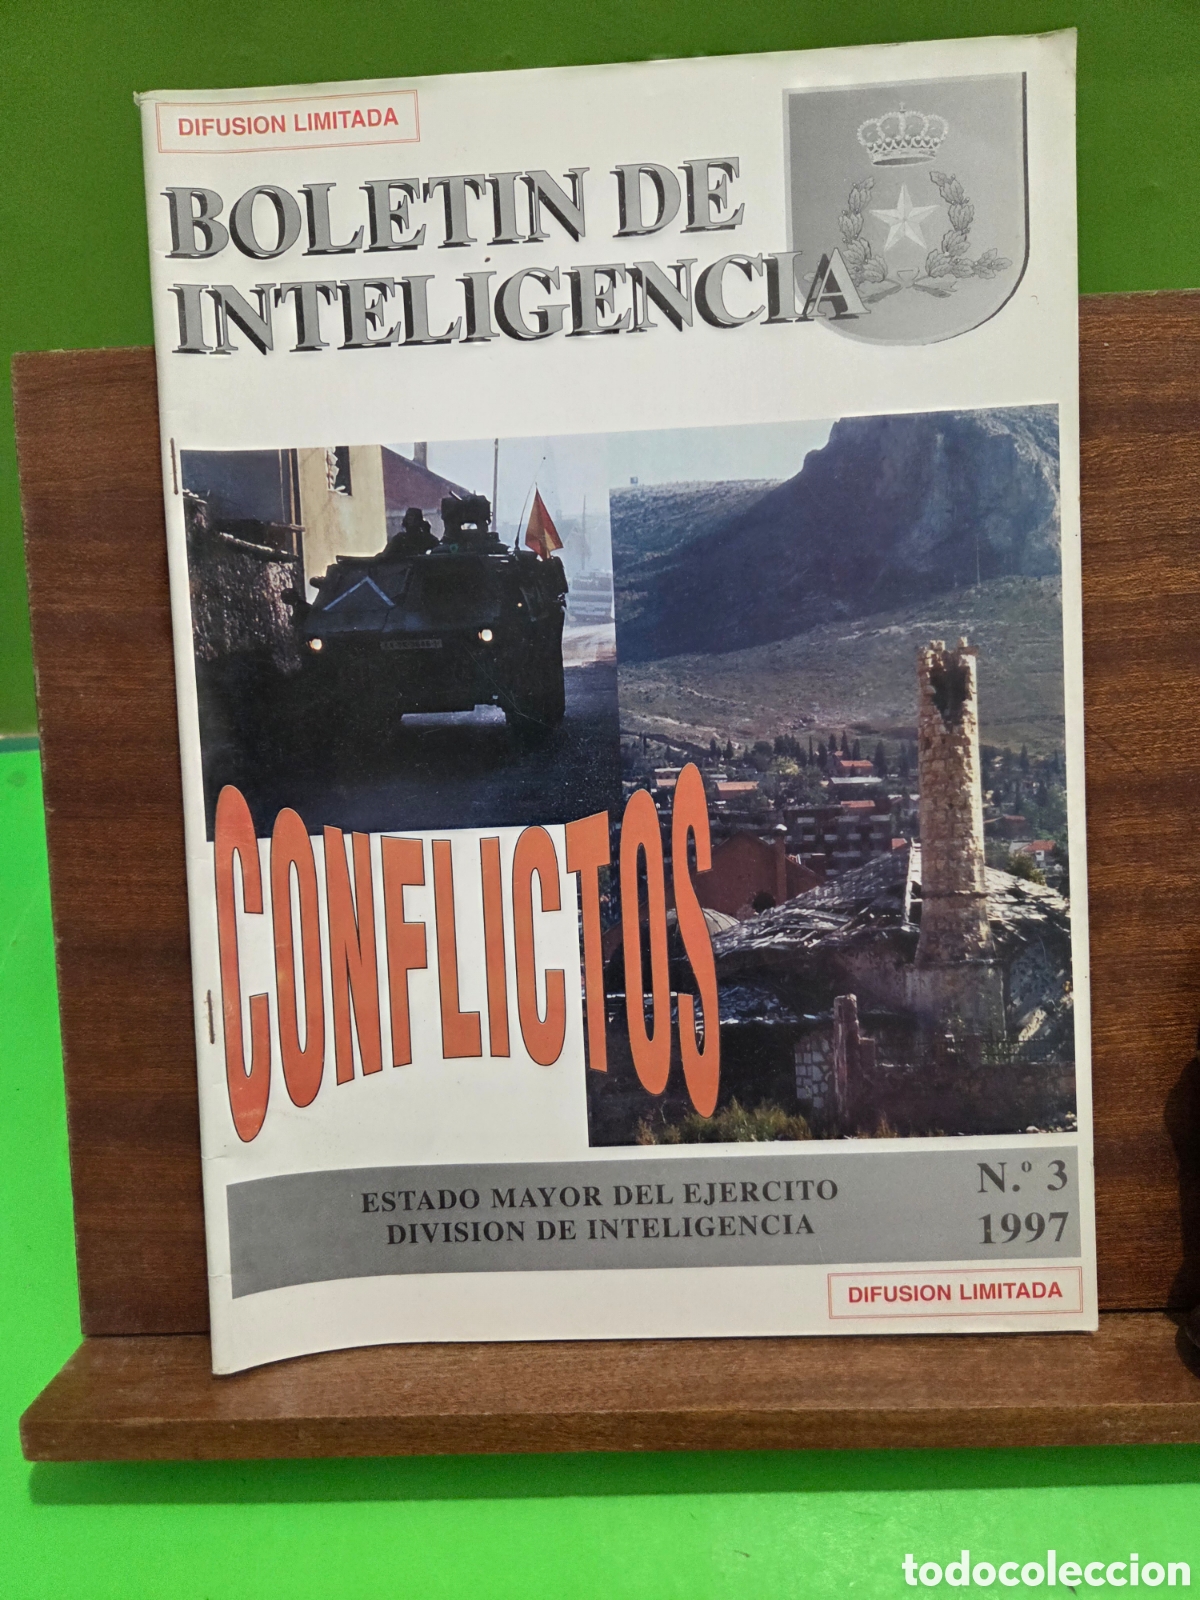 DIFUSION LIMITADA
BOLETIN DE
INTELIGENCIA
CONFLICTOS
ESTADO MAYOR DEL EJERCITO
DIVISION DE INTELIGENCIA
N.º 3
1997
DIFUSION LIMITADA
todocoleccion